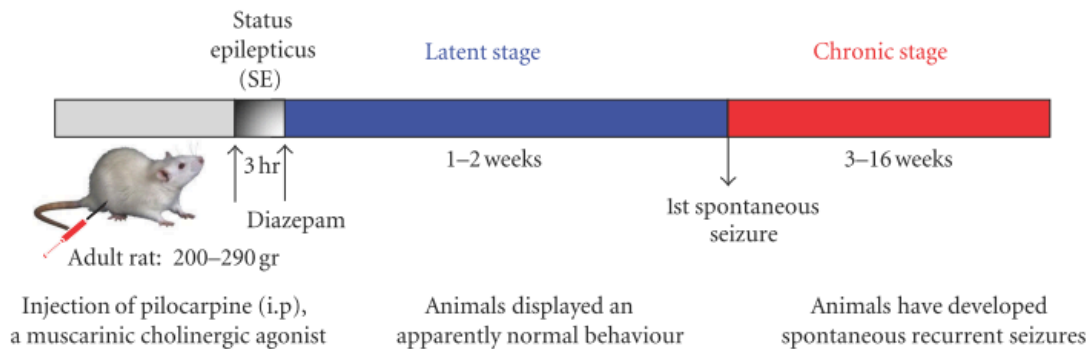 Status
epilepticus
(SE)
Latent stage
Chronic stage
3 hr
1–2 weeks
3–16 weeks
Diazepam
1st spontaneous
seizure
Adult rat: 200–290 gr
Injection of pilocarpine (i.p),
a muscarinic cholinergic agonist
Animals displayed an
apparently normal behaviour
Animals have developed
spontaneous recurrent seizures